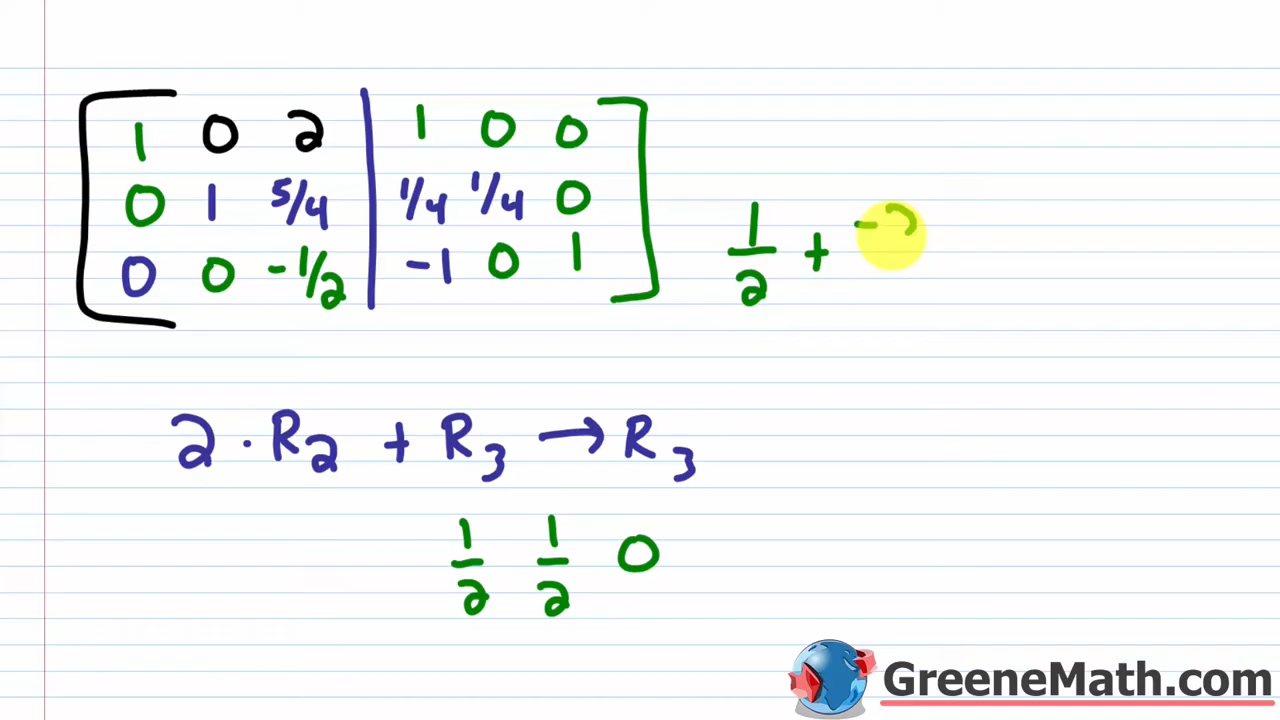 1 0 2 | 1 0 0
0 1 5/4 | 1/4 1/4 0
0 0 -1/2 | -1 0 1
1/2 + -2
2 · R2 + R3 → R3
1/2 1/2 0
GreeneMath.com